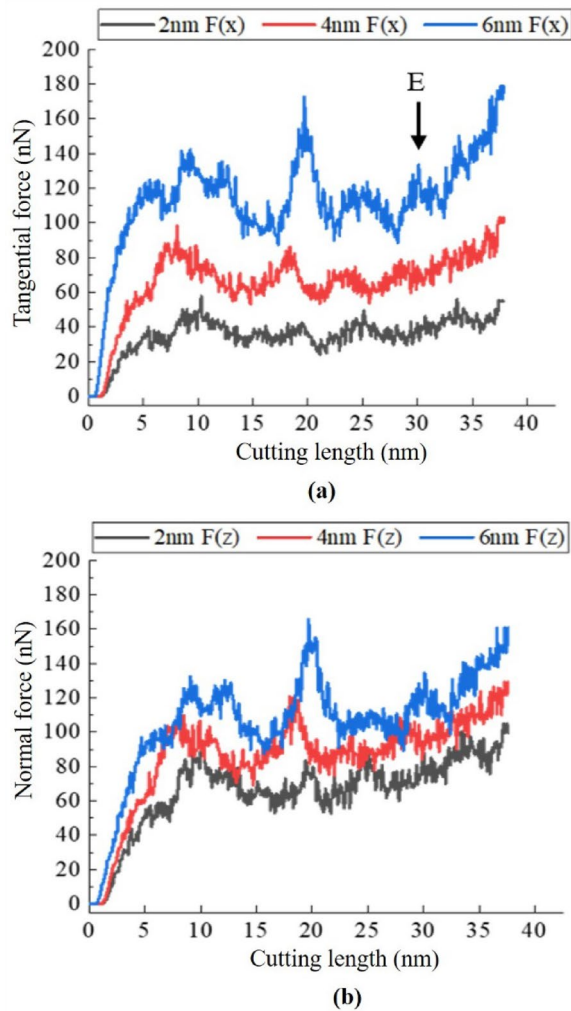 2nm F(x) 4nm F(x) 6nm F(x)
200
180
160
140
120
100
80
60
40
20
0
Tangential force (nN)
E
0 5 10 15 20 25 30 35 40
Cutting length (nm)
(a)
2nm F(z) 4nm F(z) 6nm F(z)
200
180
160
140
120
100
80
60
40
20
0
Normal force (nN)
0 5 10 15 20 25 30 35 40
Cutting length (nm)
(b)